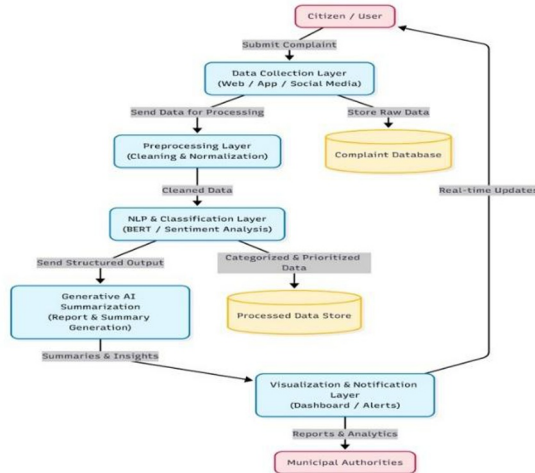 Citizen / User
Submit Complaint
Data Collection Layer
(Web / App / Social Media)
Send Data for Processing
Store Raw Data
Preprocessing Layer
(Cleaning & Normalization)
Complaint Database
Cleaned Data
Real-time Updates
NLP & Classification Layer
(BERT / Sentiment Analysis)
Send Structured Output
Categorized & Prioritized
Data
Generative AI
Summarization
(Report & Summary
Generation)
Processed Data Store
Summaries & Insights
Visualization & Notification
Layer
(Dashboard / Alerts)
Reports & Analytics
Municipal Authorities